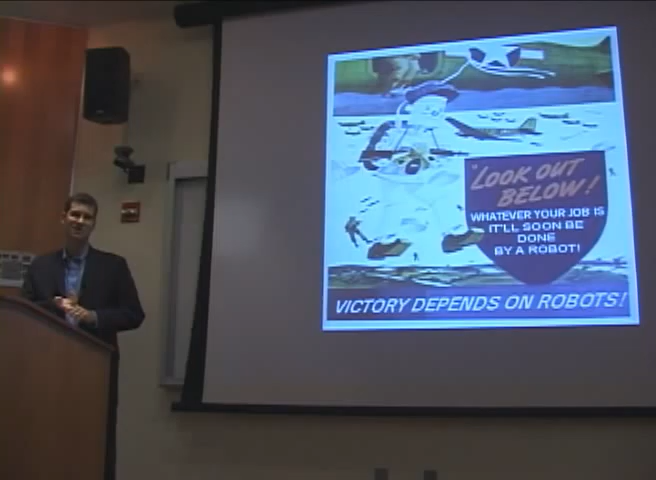 "LOOK OUT
BELOW!
WHATEVER YOUR JOB IS
IT'LL SOON BE
DONE
BY A ROBOT!
VICTORY DEPENDS ON ROBOTS!